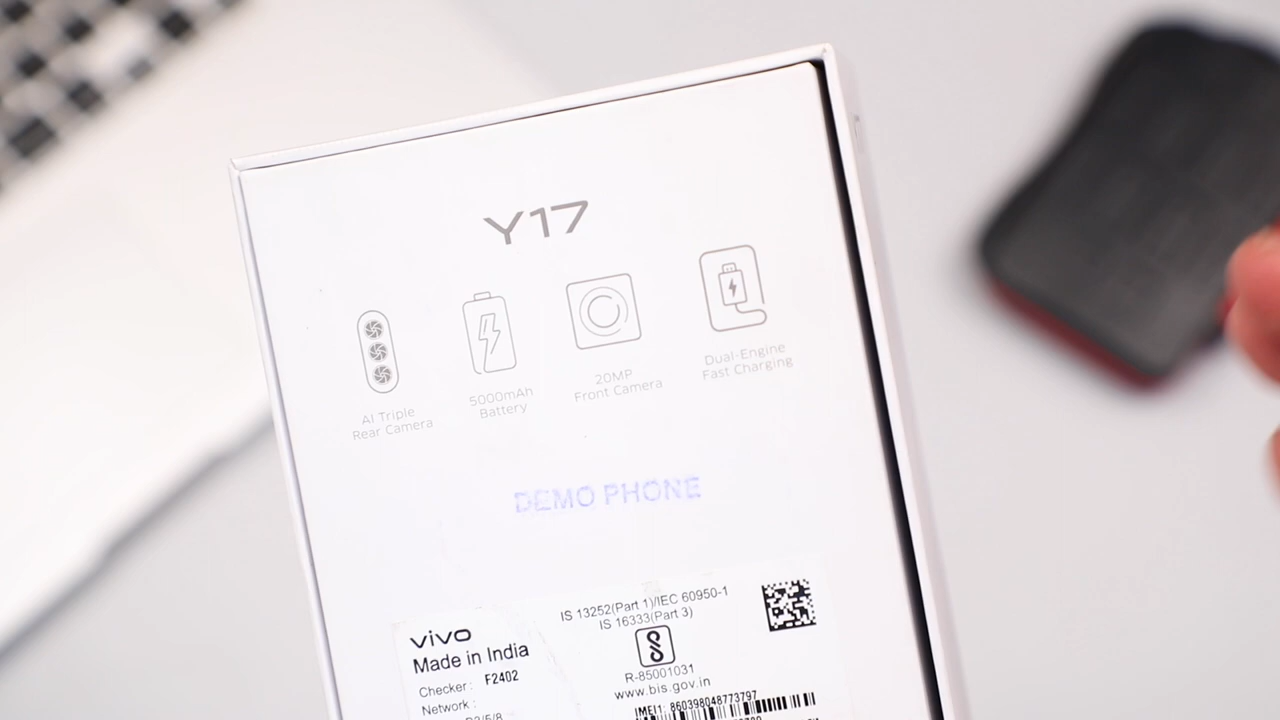 Y17
AI Triple
Rear Camera
5000mAh
Battery
20MP
Front Camera
Dual-Engine
Fast Charging
DEMO PHONE
vivo
Made in India
Checker : F2402
Network :
IS 13252(Part 1)/IEC 60950-1
IS 16333(Part 3)
R-85001031
www.bis.gov.in
IMEI1: 860398048773797